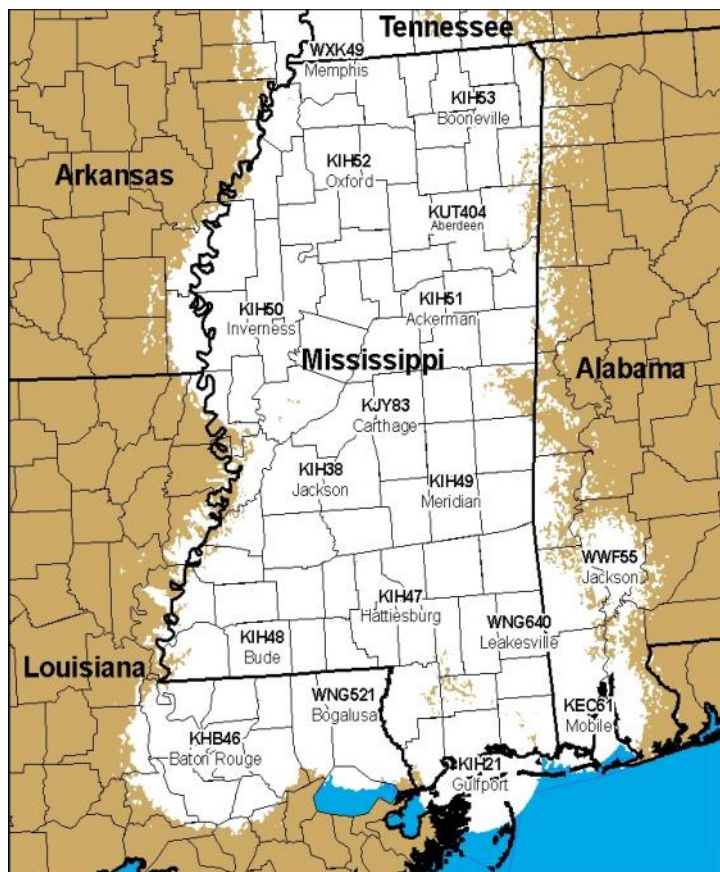 Tennessee
WXK49
Memphis
KIH53
Booneville
KIH52
Oxford
Arkansas
KUT404
Aberdeen
KIH50
Inverness
KIH51
Ackerman
Mississippi
Alabama
KJY83
Carthage
KIH38
Jackson
KIH49
Meridian
WWF55
Jackson
KIH47
Hattiesburg
WNG640
Leakesville
KIH48
Bude
Louisiana
WNG521
Bogalusa
KEC61
Mobile
KHB46
Baton Rouge
KIH21
Gulfport